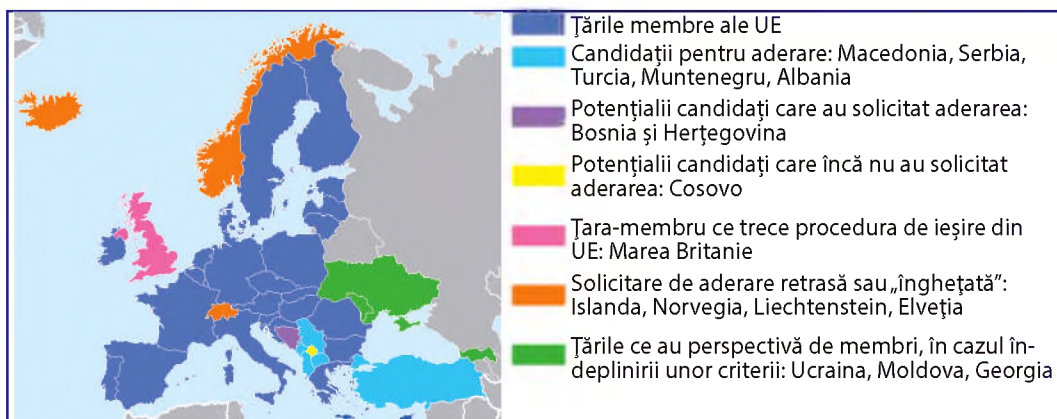 Ţările membre ale UE
Candidaţii pentru aderare: Macedonia, Serbia,
Turcia, Muntenegru, Albania
Potenţialii candidaţi care au solicitat aderarea:
Bosnia și Herţegovina
Potenţialii candidaţi care încă nu au solicitat
aderarea: Cosovo
Ţara-membru ce trece procedura de ieșire din
UE: Marea Britanie
Solicitare de aderare retrasă sau „îngheţată”:
Islanda, Norvegia, Liechtenstein, Elveţia
Ţările ce au perspectivă de membri, în cazul în-
deplinirii unor criterii: Ucraina, Moldova, Georgia